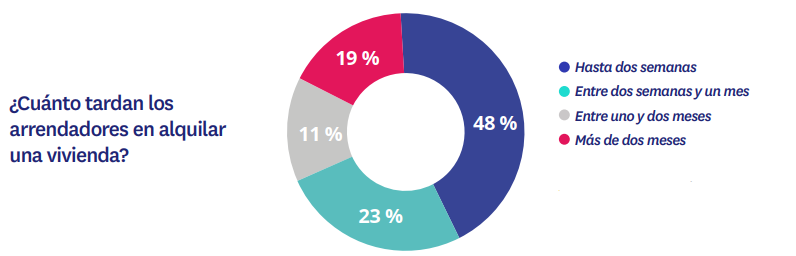 ¿Cuánto tardan los
arrendadores en alquilar
una vivienda?
19 %
48 %
11 %
23 %
Hasta dos semanas
Entre dos semanas y un mes
Entre uno y dos meses
Más de dos meses